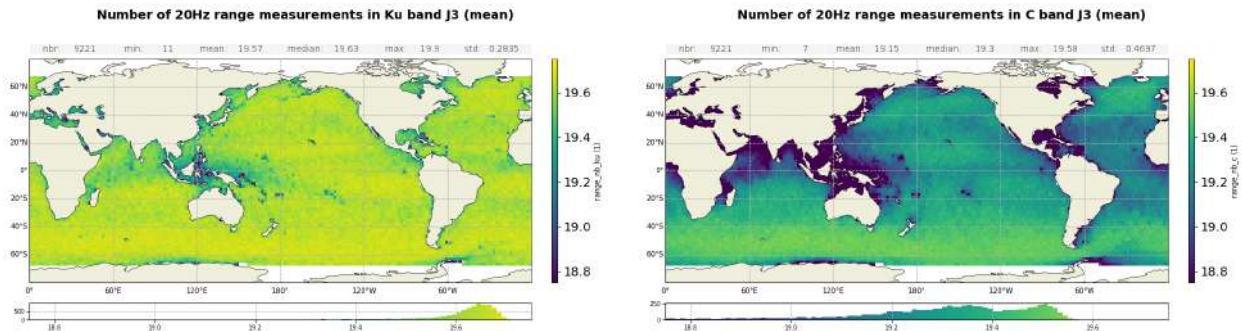 Number of 20Hz range measurements in Ku band J3 (mean)
nbr: 9221 min: 11 mean: 19.57 median: 19.63 max: 19.9 std: 0.2835
60°N
40°N
20°N
0°
20°S
40°S
60°S
0° 60°E 120°E 180° 120°W 60°W
19.6
19.4
19.2
19.0
18.8
range_nb_ku (1)
500
0
18.8 19.0 19.2 19.4 19.6
Number of 20Hz range measurements in C band J3 (mean)
nbr: 9221 min: 7 mean: 19.15 median: 19.3 max: 19.58 std: 0.4697
60°N
40°N
20°N
0°
20°S
40°S
60°S
0° 60°E 120°E 180° 120°W 60°W
19.6
19.4
19.2
19.0
18.8
range_nb_c (1)
250
0
18.8 19.0 19.2 19.4 19.6